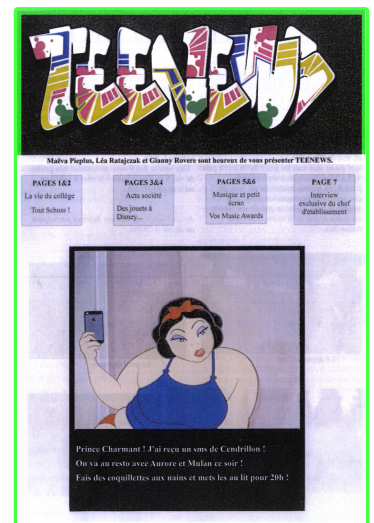 TEENEWS
Maëva Pieplus, Léa Ratajczak et Gianny Rovere sont heureux de vous présenter TEENEWS.
PAGES 1&2
La vie du collège
Tout Schuss !
PAGES 3&4
Actu société
Des jouets à
Disney...
PAGES 5&6
Musique et petit
écran
Vos Music Awards
PAGE 7
Interview
exclusive du chef
d'établissement
Prince Charmant ! J'ai reçu un sms de Cendrillon !
On va au resto avec Aurore et Mulan ce soir !
Fais des coquillettes aux nains et mets les au lit pour 20h !